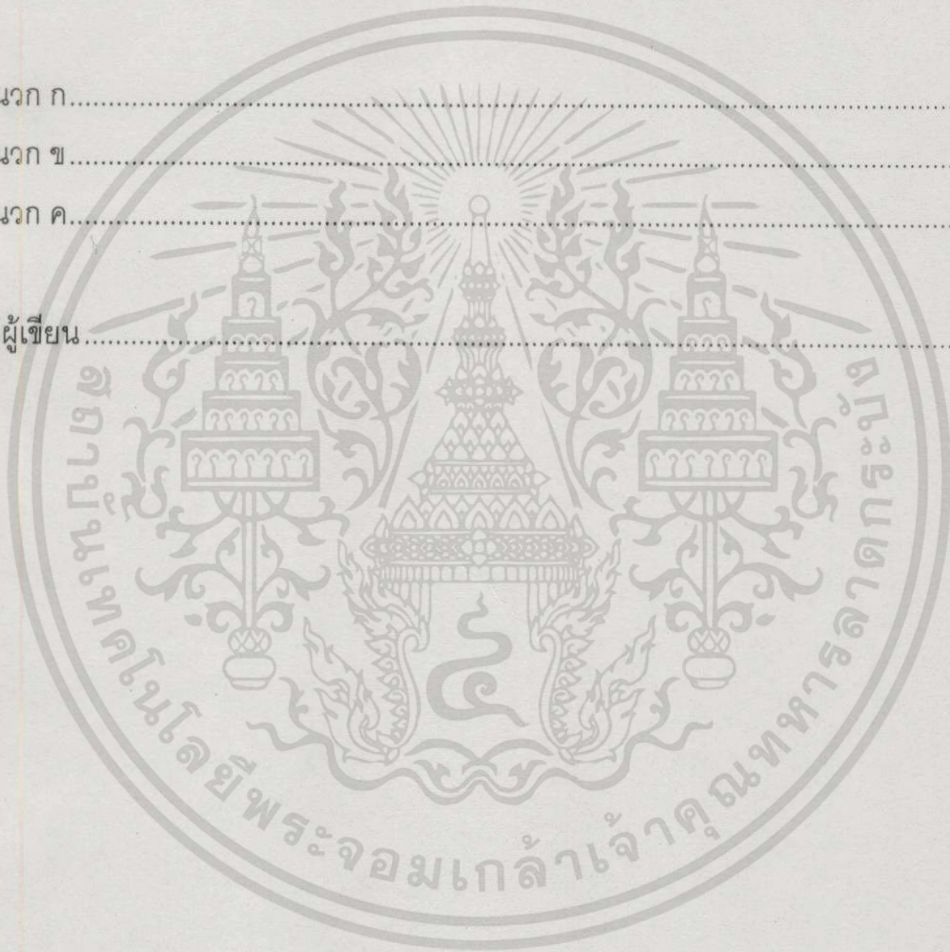 นวก ก
นวก ข
นวก ค
ผู้เขียน
สถาบันเทคโนโลยีพระจอมเกล้าเจ้าคุณทหารลาดกระบัง
๔